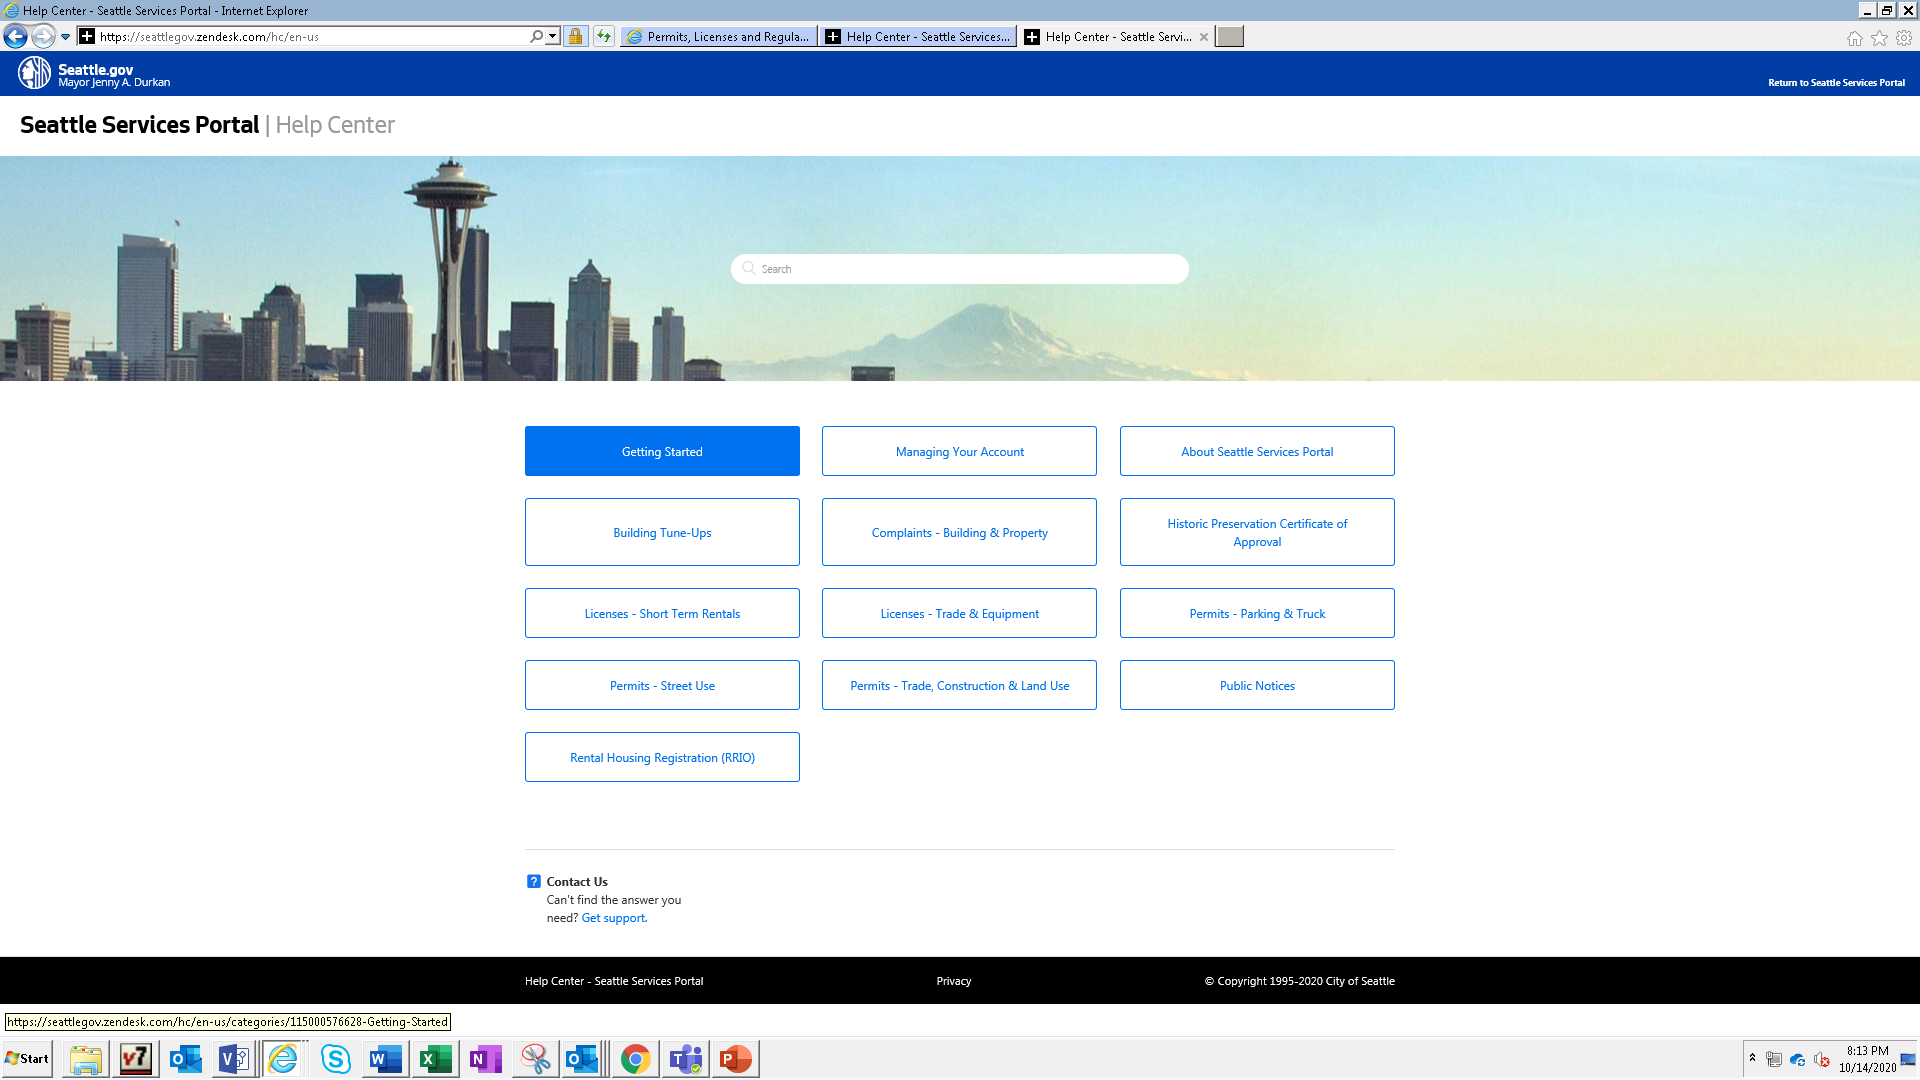 Help Center - Seattle Services Portal - Internet Explorer
https://seattlegov.zendesk.com/hc/en-us
Permits, Licenses and Regula...
Help Center - Seattle Services...
Help Center - Seattle Servi...
Seattle.gov
Mayor Jenny A. Durkan
Return to Seattle Services Portal
Seattle Services Portal | Help Center
Search
Getting Started
Managing Your Account
About Seattle Services Portal
Building Tune-Ups
Complaints - Building & Property
Historic Preservation Certificate of
Approval
Licenses - Short Term Rentals
Licenses - Trade & Equipment
Permits - Parking & Truck
Permits - Street Use
Permits - Trade, Construction & Land Use
Public Notices
Rental Housing Registration (RRIO)
? Contact Us
Can't find the answer you
need? Get support.
Help Center - Seattle Services Portal
Privacy
© Copyright 1995-2020 City of Seattle
https://seattlegov.zendesk.com/hc/en-us/categories/115000576628-Getting-Started
Start
8:13 PM
10/14/2020